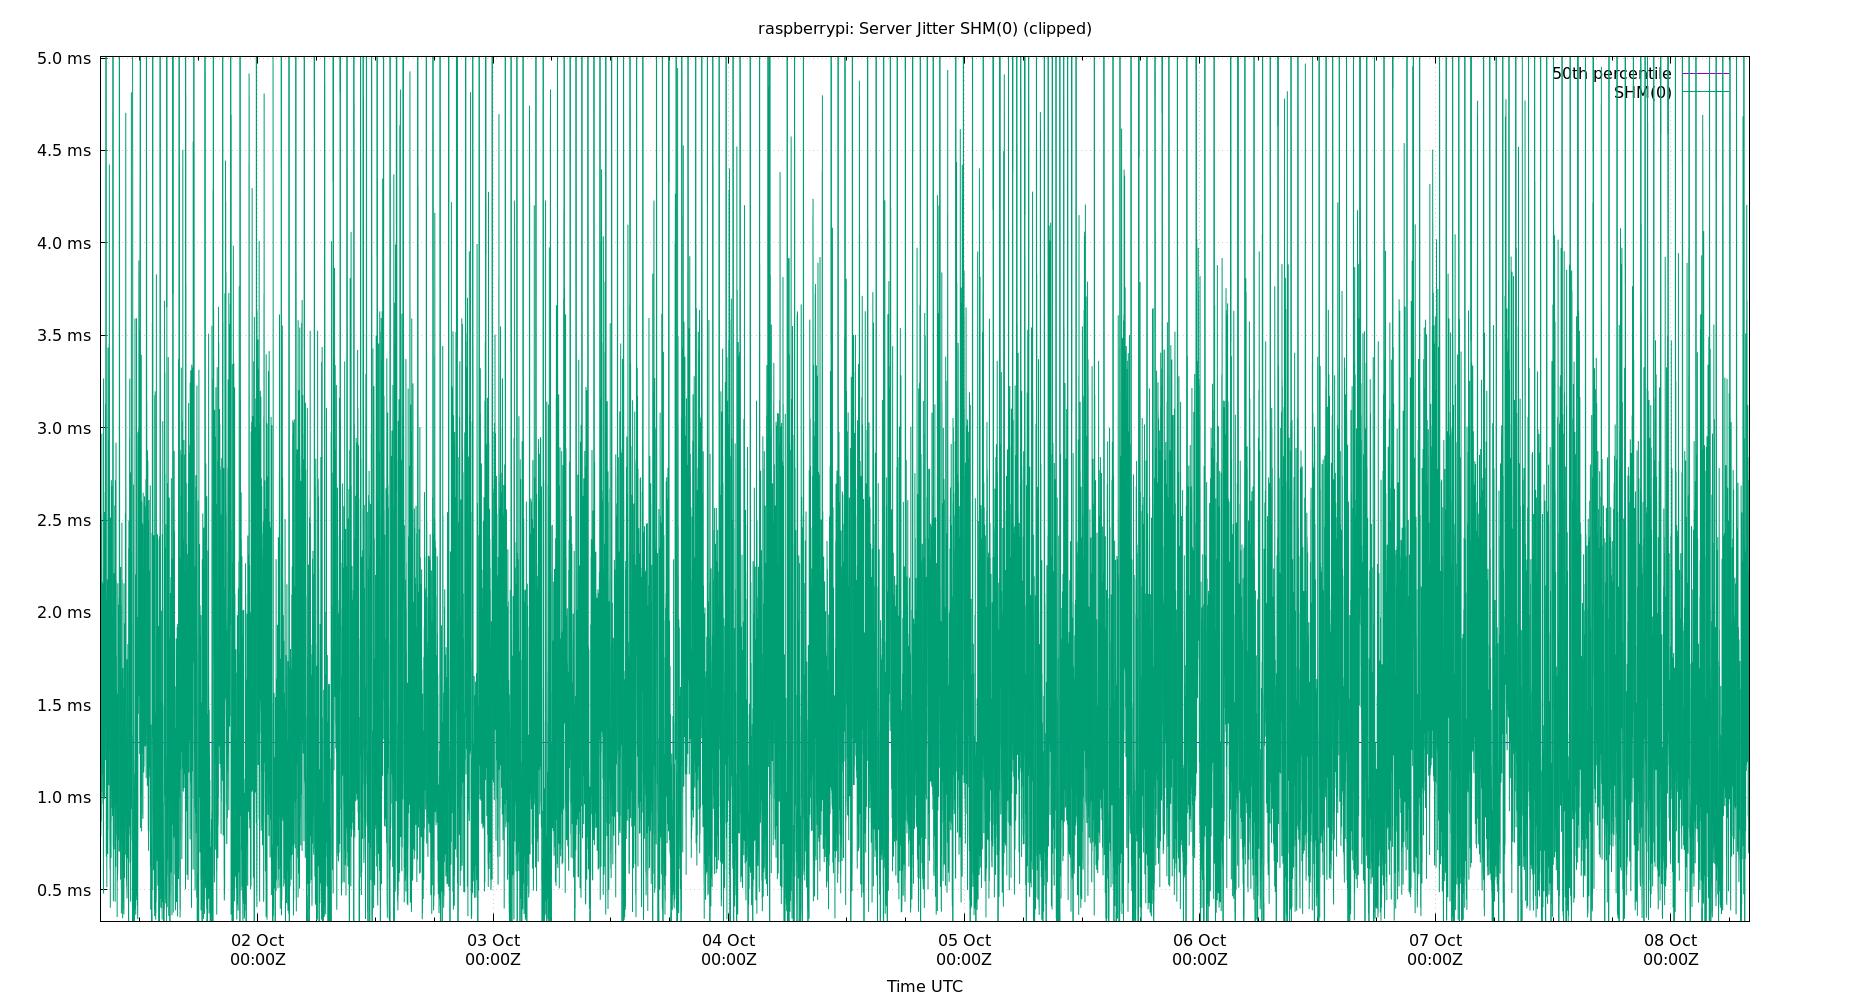 raspberrypi: Server Jitter SHM(0) (clipped)
5.0 ms
50th percentile
SHM(0)
4.5 ms
4.0 ms
3.5 ms
3.0 ms
2.5 ms
2.0 ms
1.5 ms
1.0 ms
0.5 ms
02 Oct 03 Oct 04 Oct 05 Oct 06 Oct 07 Oct 08 Oct
00:00Z 00:00Z 00:00Z 00:00Z 00:00Z 00:00Z 00:00Z
Time UTC